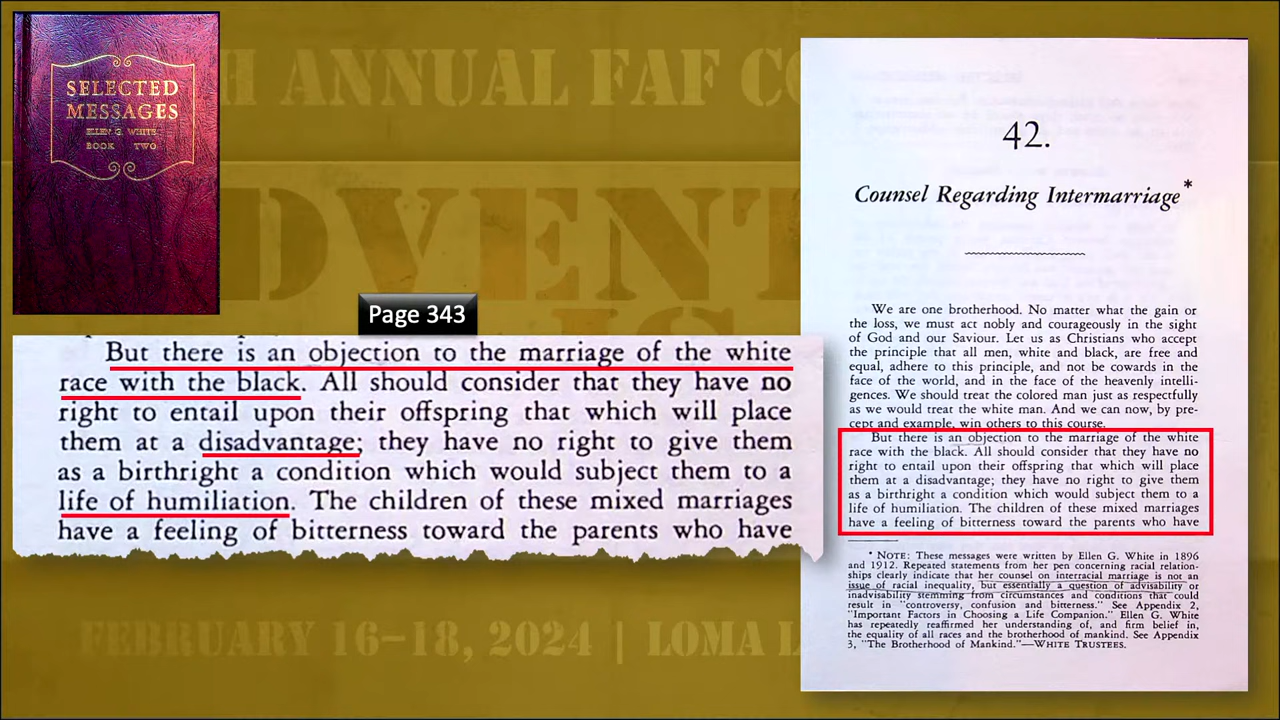 SELECTED
MESSAGES
ELLEN G. WHITE
BOOK TWO
H ANNUAL FAF CO
DVENT
IS
Page 343
But there is an objection to the marriage of the white
race with the black. All should consider that they have no
right to entail upon their offspring that which will place
them at a disadvantage; they have no right to give them
as a birthright a condition which would subject them to a
life of humiliation. The children of these mixed marriages
have a feeling of bitterness toward the parents who have
FEBRUARY 16–18, 2024 | LOMA L
42.
Counsel Regarding Intermarriage*
We are one brotherhood. No matter what the gain or
the loss, we must act nobly and courageously in the sight
of God and our Saviour. Let us as Christians who accept
the principle that all men, white and black, are free and
equal, adhere to this principle, and not be cowards in the
face of the world, and in the face of the heavenly intelli-
gences. We should treat the colored man just as respectfully
as we would treat the white man. And we can now, by pre-
cept and example, win others to this course.
But there is an objection to the marriage of the white
race with the black. All should consider that they have no
right to entail upon their offspring that which will place
them at a disadvantage; they have no right to give them
as a birthright a condition which would subject them to a
life of humiliation. The children of these mixed marriages
have a feeling of bitterness toward the parents who have
* NOTE: These messages were written by Ellen G. White in 1896
and 1912. Repeated statements from her pen concerning racial relation-
ships clearly indicate that her counsel on interracial marriage is not an
issue of racial inequality, but essentially a question of advisability or
inadvisability stemming from circumstances and conditions that could
result in "controversy, confusion and bitterness." See Appendix 2,
"Important Factors in Choosing a Life Companion." Ellen G. White
has repeatedly reaffirmed her understanding of, and firm belief in,
the equality of all races and the brotherhood of mankind. See Appendix
3, "The Brotherhood of Mankind."—WHITE TRUSTEES.